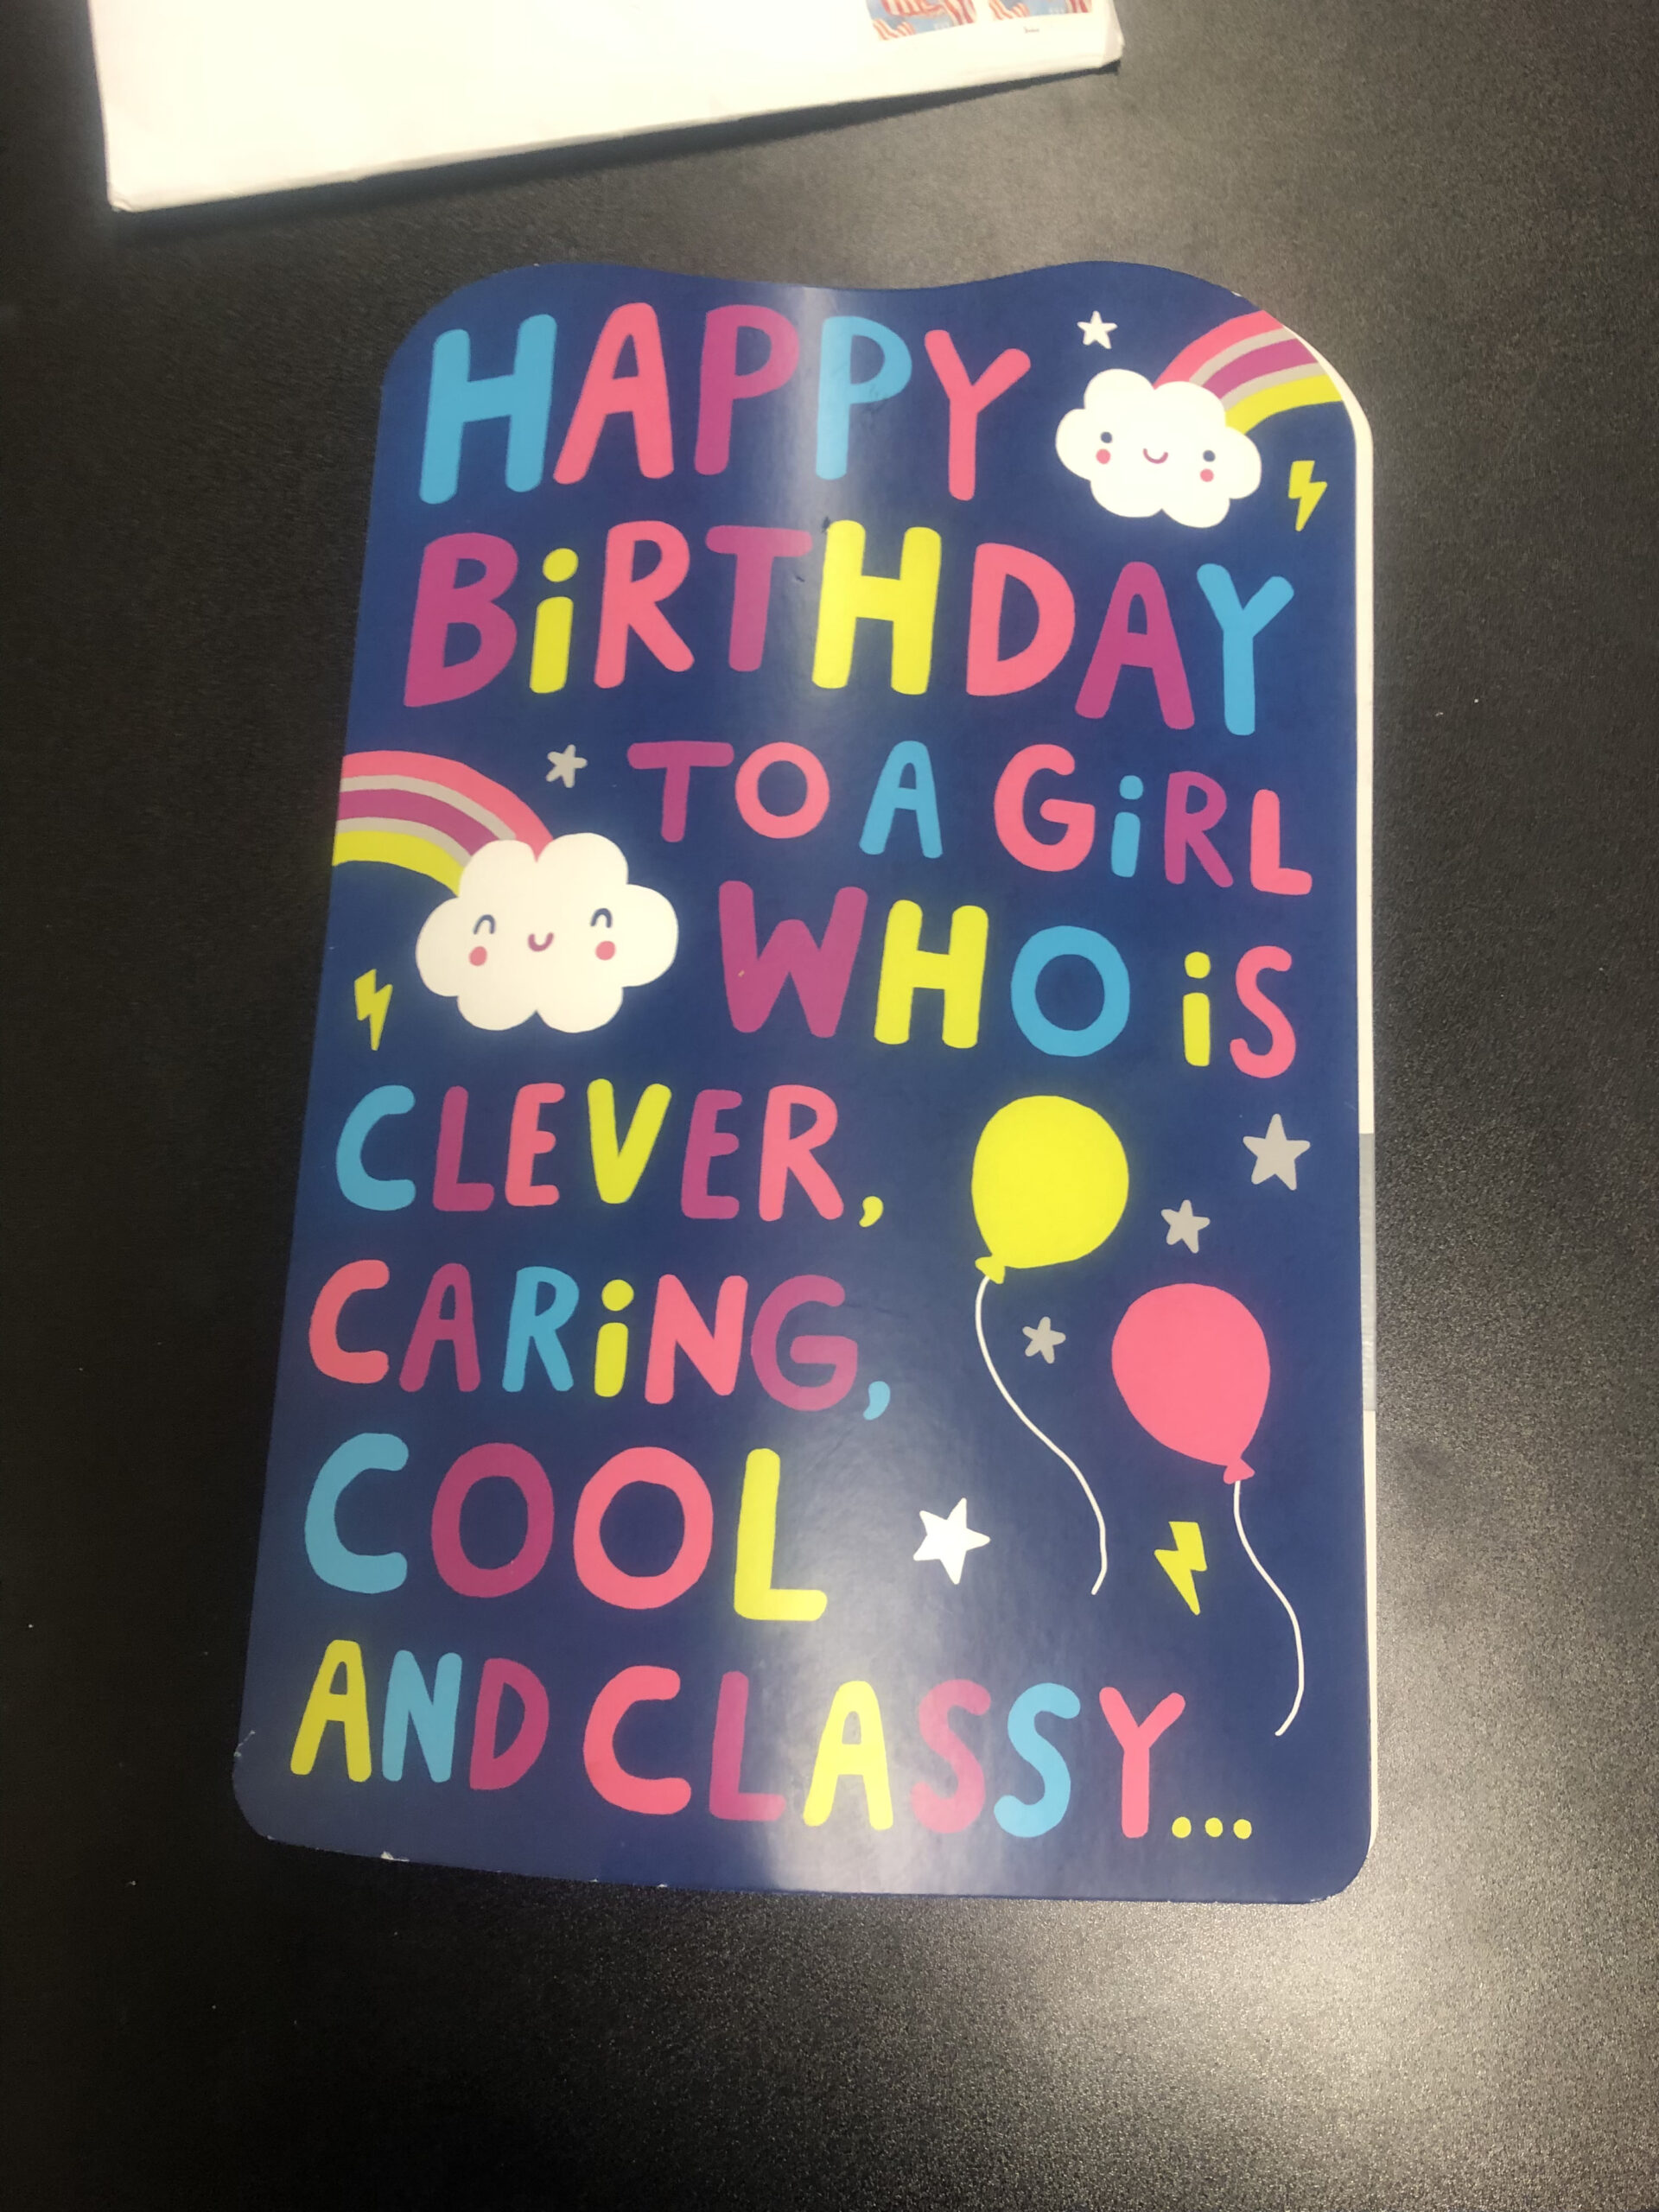 HAPPY
BiRTHDAY
TO A GiRL
WHO iS
CLEVER,
CARiNG,
COOL
AND CLASSY...